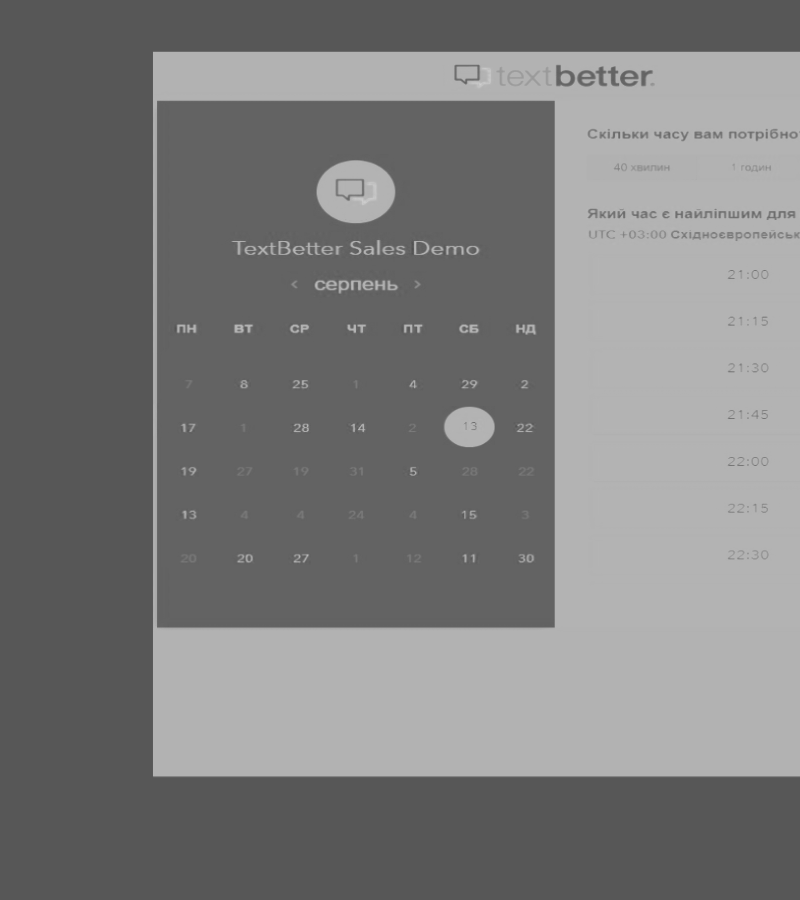 textbetter.
TextBetter Sales Demo
< серпень >
ПН ВТ СР ЧТ ПТ СБ НД
7 8 25 1 4 29 2
17 1 28 14 2 13 22
19 27 19 31 5 28 22
13 4 4 24 4 15 3
20 20 27 1 12 11 30
Скільки часу вам потрібно
40 хвилин 1 годин
Який час є найліпшим для
UTC +03:00 Східноєвропейськ
21:00
21:15
21:30
21:45
22:00
22:15
22:30